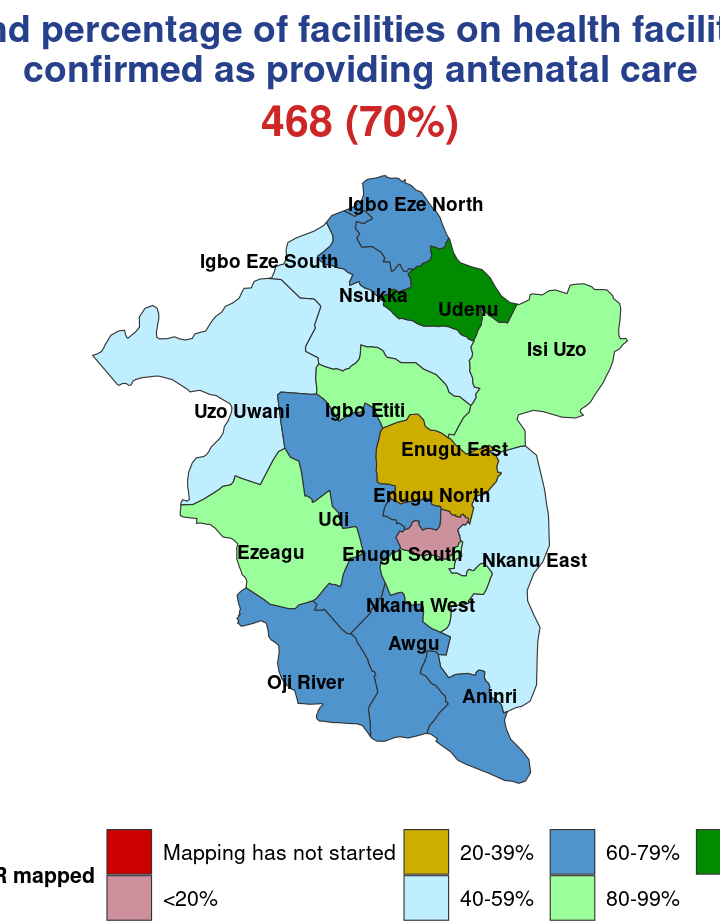 percentage of facilities on health
confirmed as providing antenatal care
468 (70%)
Igbo Eze North
Igbo Eze South
Nsukka
Udenu
Isi Uzo
Uzo Uwani
Igbo Etiti
Enugu East
Enugu North
Udi
Ezeagu
Enugu South
Nkanu East
Nkanu West
Awgu
Oji River
Aninri
mapped
Mapping has not started
20-39%
60-79%
<20%
40-59%
80-99%